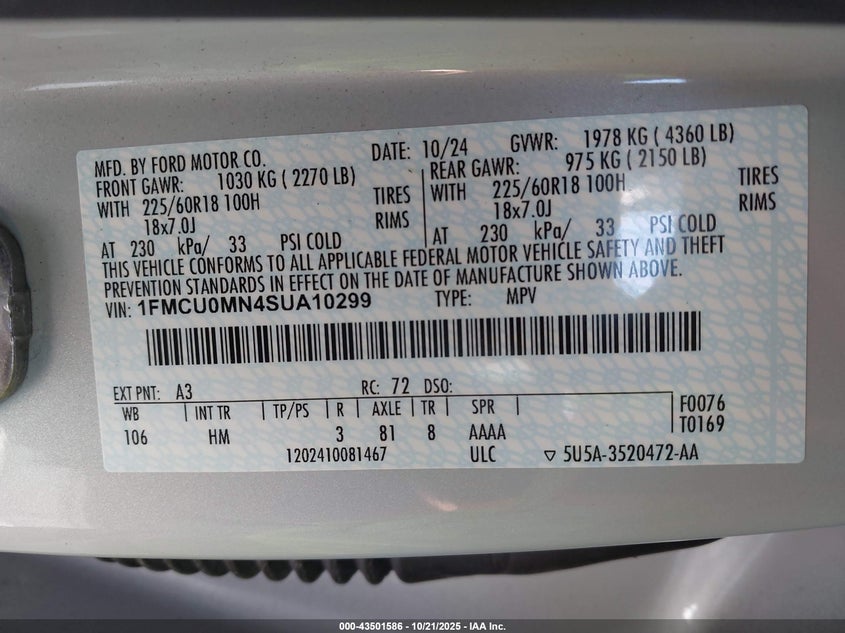 MFD. BY FORD MOTOR CO. DATE: 10/24 GVWR: 1978 KG ( 4360 LB)
FRONT GAWR: 1030 KG ( 2270 LB) REAR GAWR: 975 KG ( 2150 LB)
WITH 225/60R18 100H TIRES WITH 225/60R18 100H TIRES
18x7.0J RIMS 18x7.0J RIMS
AT 230 kPa/ 33 PSI COLD AT 230 kPa/ 33 PSI COLD
THIS VEHICLE CONFORMS TO ALL APPLICABLE FEDERAL MOTOR VEHICLE SAFETY AND THEFT
PREVENTION STANDARDS IN EFFECT ON THE DATE OF MANUFACTURE SHOWN ABOVE.
VIN: 1FMCU0MN4SUA10299 TYPE: MPV
EXT PNT: A3 RC: 72 DSO:
WB INT TR TP/PS R AXLE TR SPR F0076
106 HM 3 81 8 AAAA T0169
1202410081467 ULC ▽ 5U5A-3520472-AA
000-43501586 - 10/21/2025 - IAA Inc.